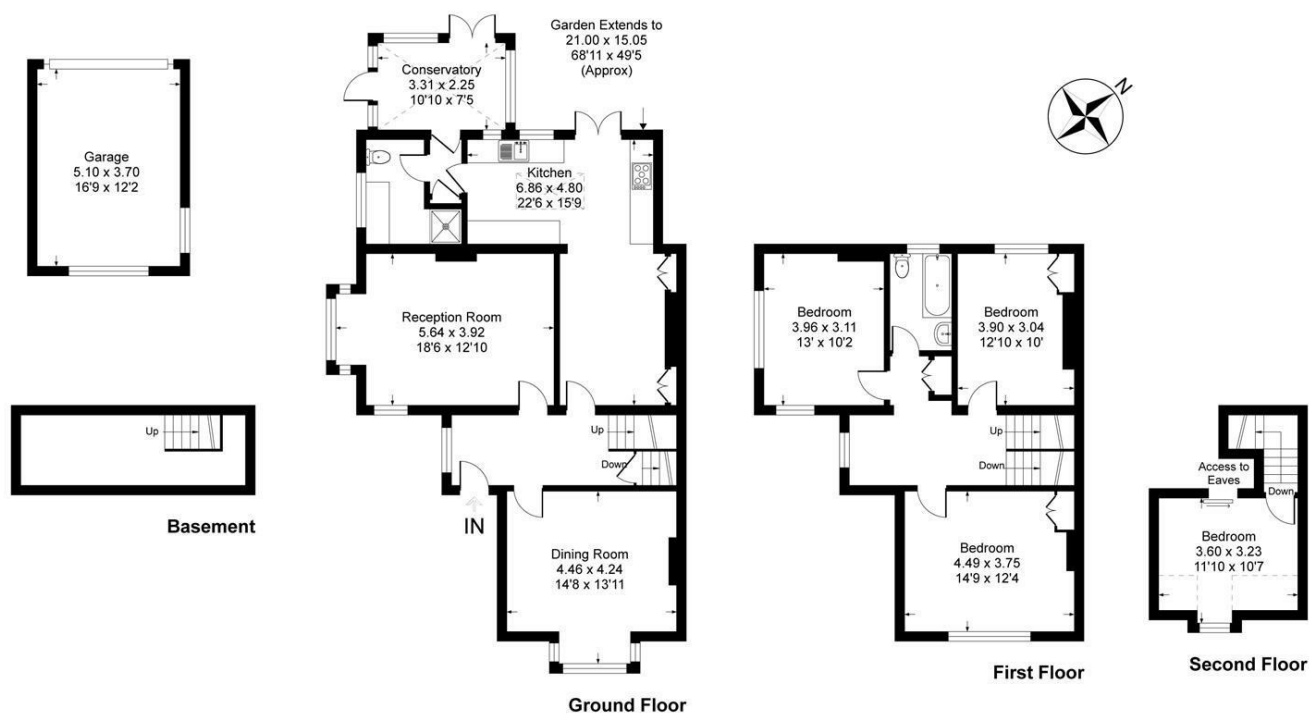 Garden Extends to
21.00 x 15.05
68'11 x 49'5
(Approx)
N
Conservatory
3.31 x 2.25
10'10 x 7'5
Garage
5.10 x 3.70
16'9 x 12'2
Kitchen
6.86 x 4.80
22'6 x 15'9
Reception Room
5.64 x 3.92
18'6 x 12'10
Up
Down
IN
Dining Room
4.46 x 4.24
14'8 x 13'11
Ground Floor
Up
Basement
Bedroom
3.96 x 3.11
13' x 10'2
Bedroom
3.90 x 3.04
12'10 x 10'
Up
Down
Bedroom
4.49 x 3.75
14'9 x 12'4
First Floor
Access to
Eaves
Down
Bedroom
3.60 x 3.23
11'10 x 10'7
Second Floor